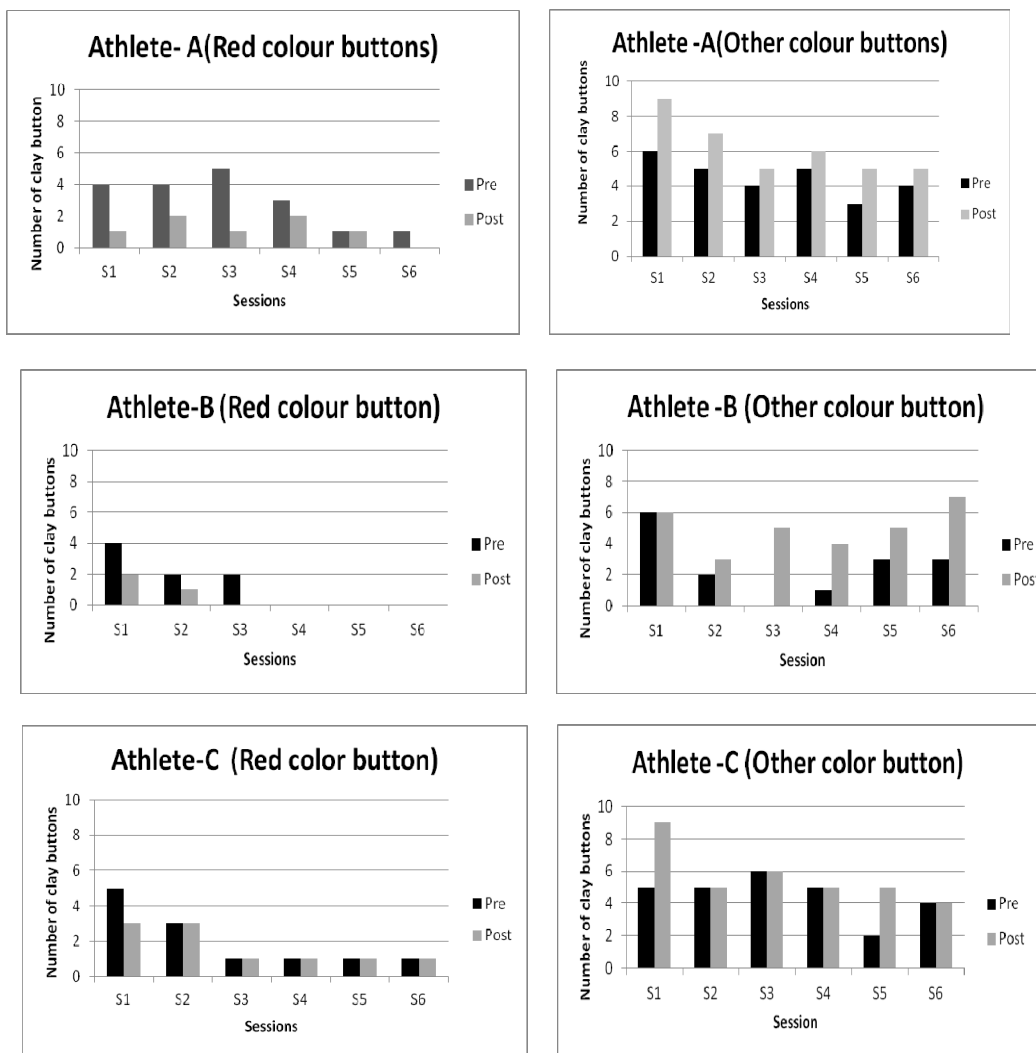 Athlete- A(Red colour buttons)
Number of clay button
10
8
6
4
2
0
S1 S2 S3 S4 S5 S6
Sessions
Pre
Post
Athlete -A(Other colour buttons)
Number of clay buttons
10
8
6
4
2
0
S1 S2 S3 S4 S5 S6
Sessions
Pre
Post
Athlete-B (Red colour button)
Number of clay buttons
10
8
6
4
2
0
S1 S2 S3 S4 S5 S6
Sessions
Pre
Post
Athlete -B (Other colour button)
Number of clay buttons
10
8
6
4
2
0
S1 S2 S3 S4 S5 S6
Session
Pre
Post
Athlete-C (Red color button)
Number of clay buttons
10
8
6
4
2
0
S1 S2 S3 S4 S5 S6
Sessions
Pre
Post
Athlete -C (Other color button)
Number of clay buttons
10
8
6
4
2
0
S1 S2 S3 S4 S5 S6
Session
Pre
Post